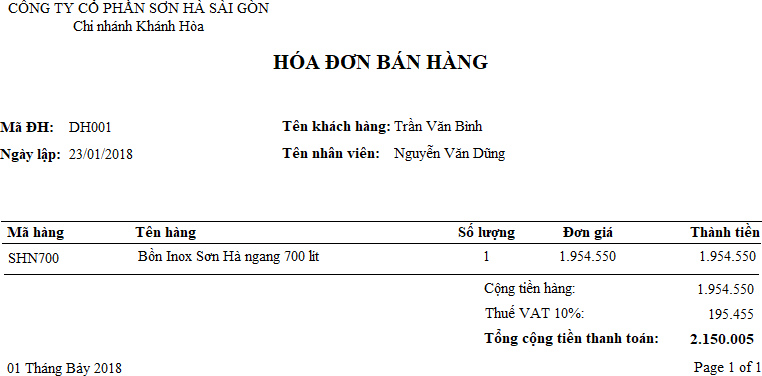 CÔNG TY CỔ PHẦN SƠN HÀ SÀI GÒN
Chi nhánh Khánh Hòa
HÓA ĐƠN BÁN HÀNG
Mã ĐH: DH001 Tên khách hàng: Trần Văn Bình
Ngày lập: 23/01/2018 Tên nhân viên: Nguyễn Văn Dũng
Mã hàng Tên hàng Số lượng Đơn giá Thành tiền
SHN700 Bồn Inox Sơn Hà ngang 700 lit 1 1.954.550 1.954.550
Cộng tiền hàng: 1.954.550
Thuế VAT 10%: 195.455
Tổng cộng tiền thanh toán: 2.150.005
01 Tháng Bảy 2018 Page 1 of 1